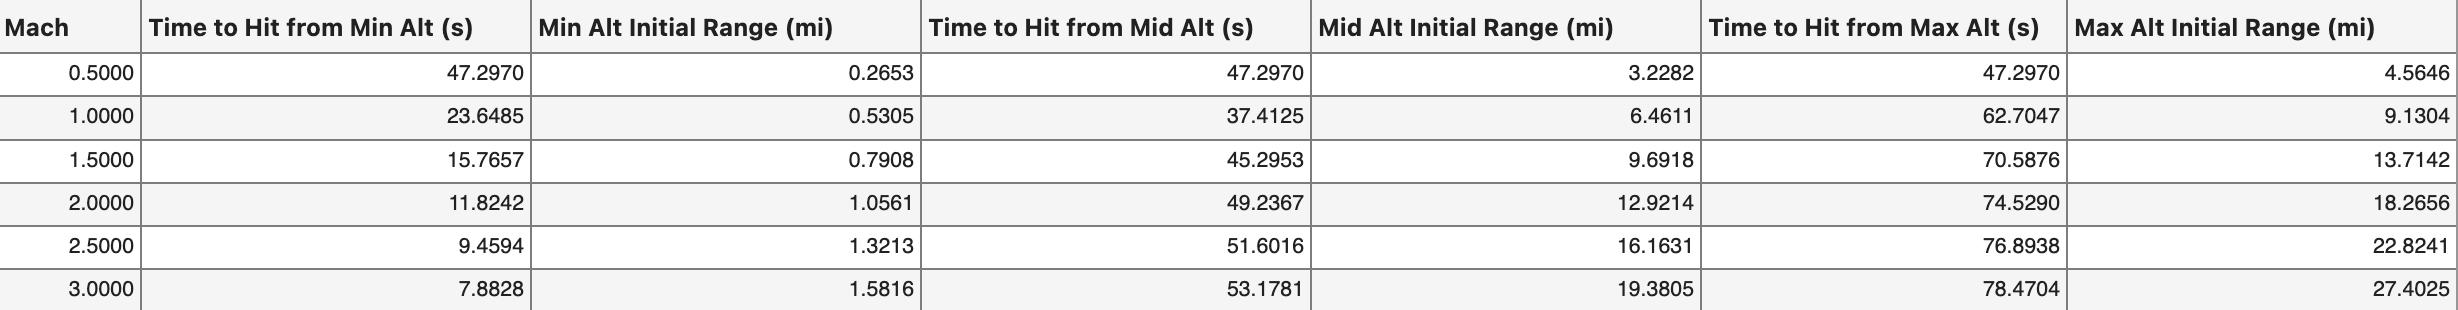 Mach Time to Hit from Min Alt (s) Min Alt Initial Range (mi) Time to Hit from Mid Alt (s) Mid Alt Initial Range (mi) Time to Hit from Max Alt (s) Max Alt Initial Range (mi)
0.5000 47.2970 0.2653 47.2970 3.2282 47.2970 4.5646
1.0000 23.6485 0.5305 37.4125 6.4611 62.7047 9.1304
1.5000 15.7657 0.7908 45.2953 9.6918 70.5876 13.7142
2.0000 11.8242 1.0561 49.2367 12.9214 74.5290 18.2656
2.5000 9.4594 1.3213 51.6016 16.1631 76.8938 22.8241
3.0000 7.8828 1.5816 53.1781 19.3805 78.4704 27.4025